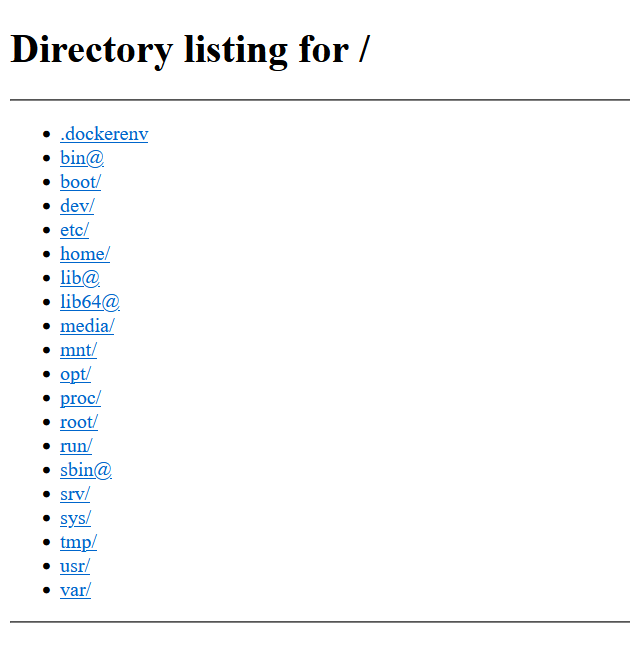 Directory listing for /
.dockerenv
bin@
boot/
dev/
etc/
home/
lib@
lib64@
media/
mnt/
opt/
proc/
root/
run/
sbin@
srv/
sys/
tmp/
usr/
var/